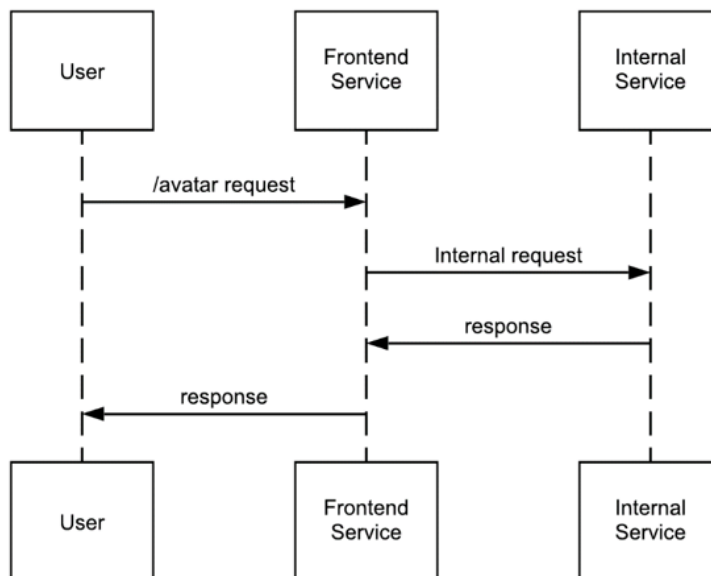 User
Frontend
Service
Internal
Service
/avatar request
Internal request
response
response
User
Frontend
Service
Internal
Service